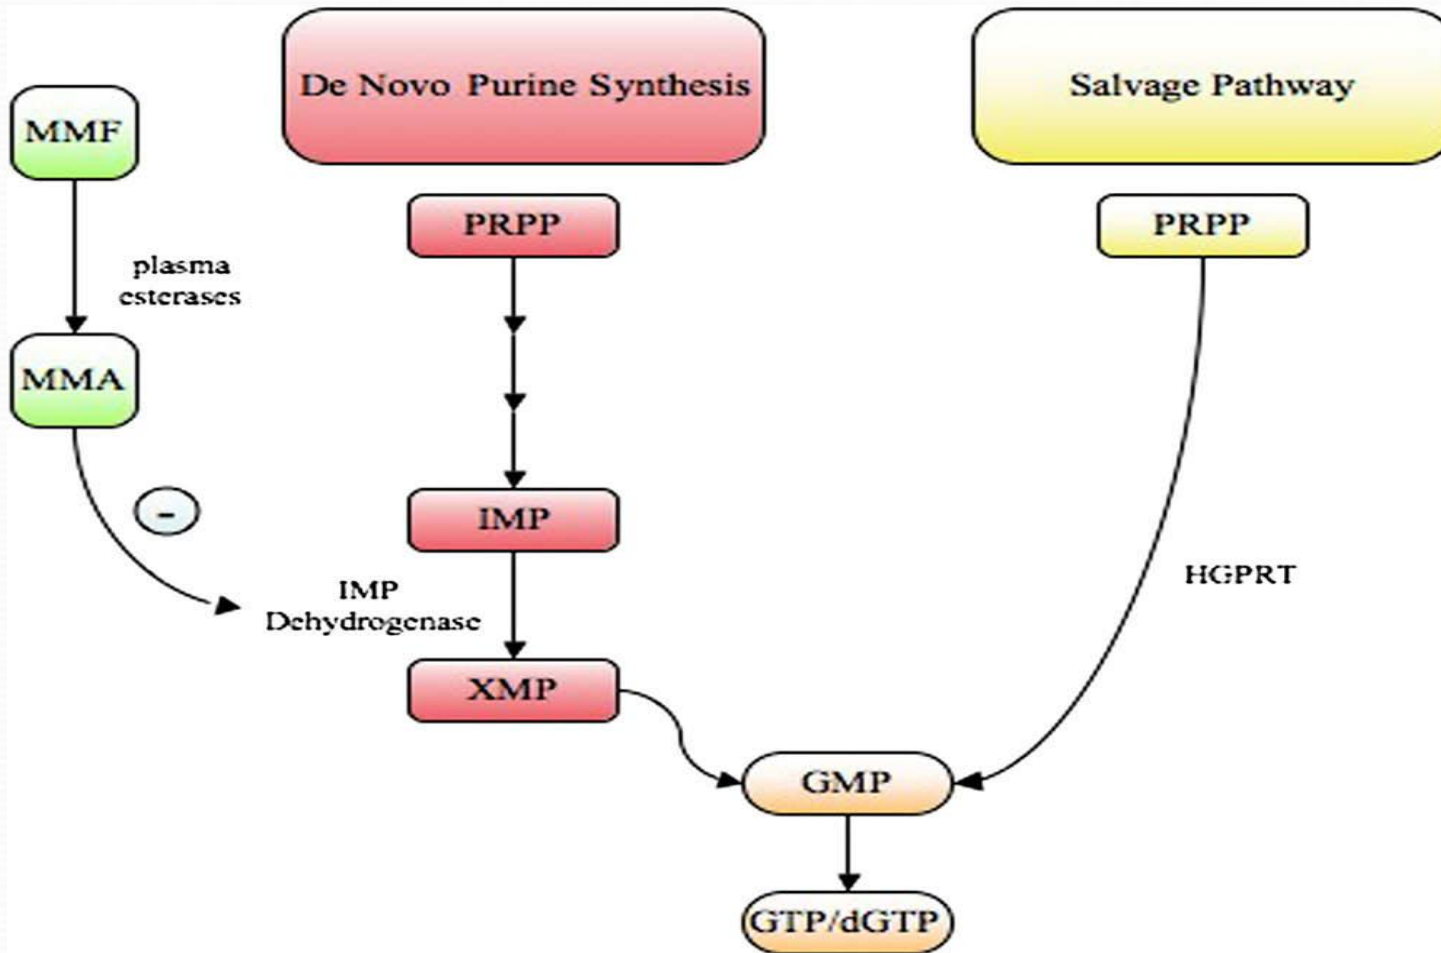 De Novo Purine Synthesis
Salvage Pathway
MMF
PRPP
PRPP
plasma
esterases
MMA
-
IMP
HGPRT
IMP
Dehydrogenase
XMP
GMP
GTP/dGTP